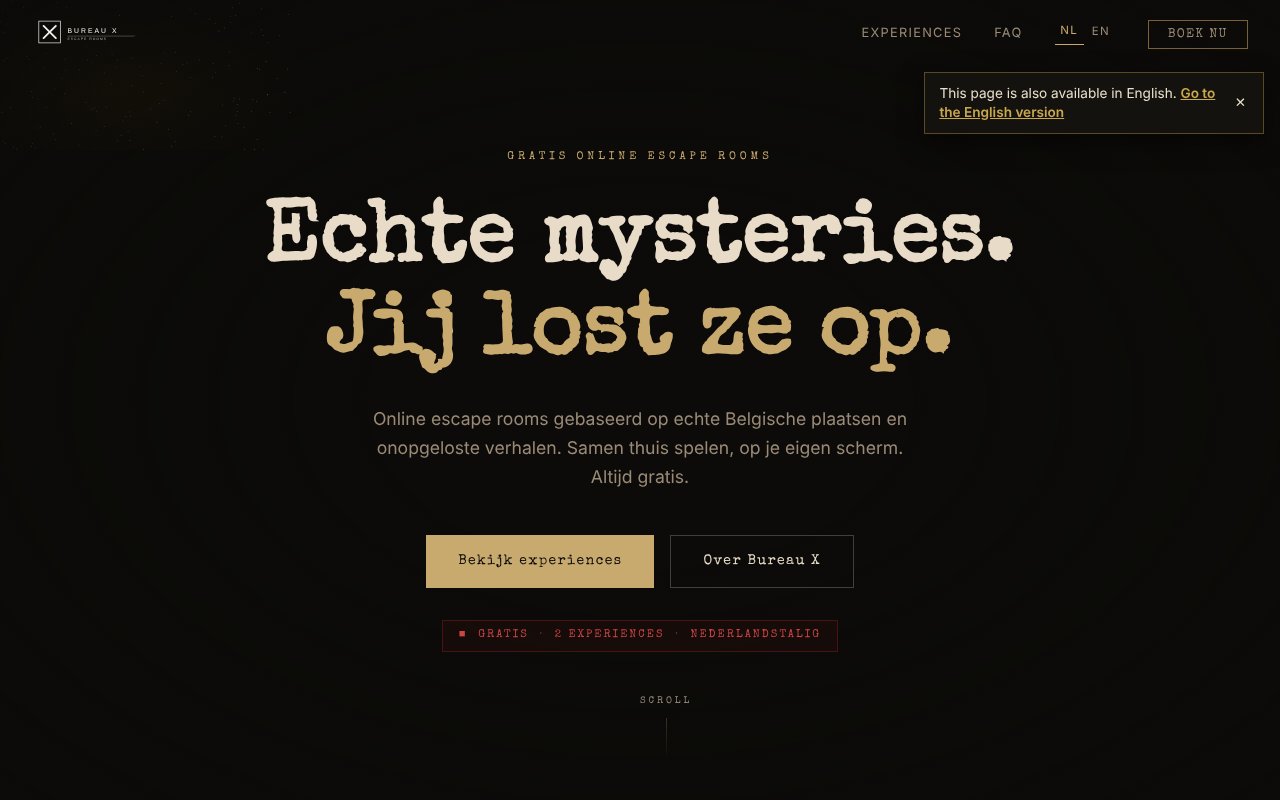 BUREAU X
ESCAPE ROOMS
EXPERIENCES
FAQ
NL
EN
BOEK NU
This page is also available in English. Go to
the English version
×
GRATIS ONLINE ESCAPE ROOMS
Echte mysteries.
Jij lost ze op.
Online escape rooms gebaseerd op echte Belgische plaatsen en
onopgeloste verhalen. Samen thuis spelen, op je eigen scherm.
Altijd gratis.
Bekijk experiences
Over Bureau X
GRATIS · 2 EXPERIENCES · NEDERLANDSTALIG
SCROLL